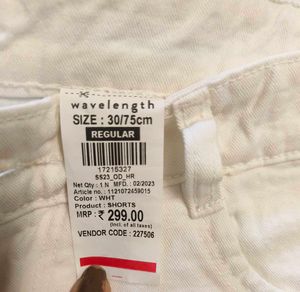 wavelength
SIZE : 30/75cm
REGULAR
17215327
SS23_OD_HR
Net Qty : 1 N MFD. : 02/2023
Article no. : 1121072459015
Color : WHT
Product : SHORTS
MRP : ₹ 299.00
(Incl. of all taxes)
VENDOR CODE : 227506